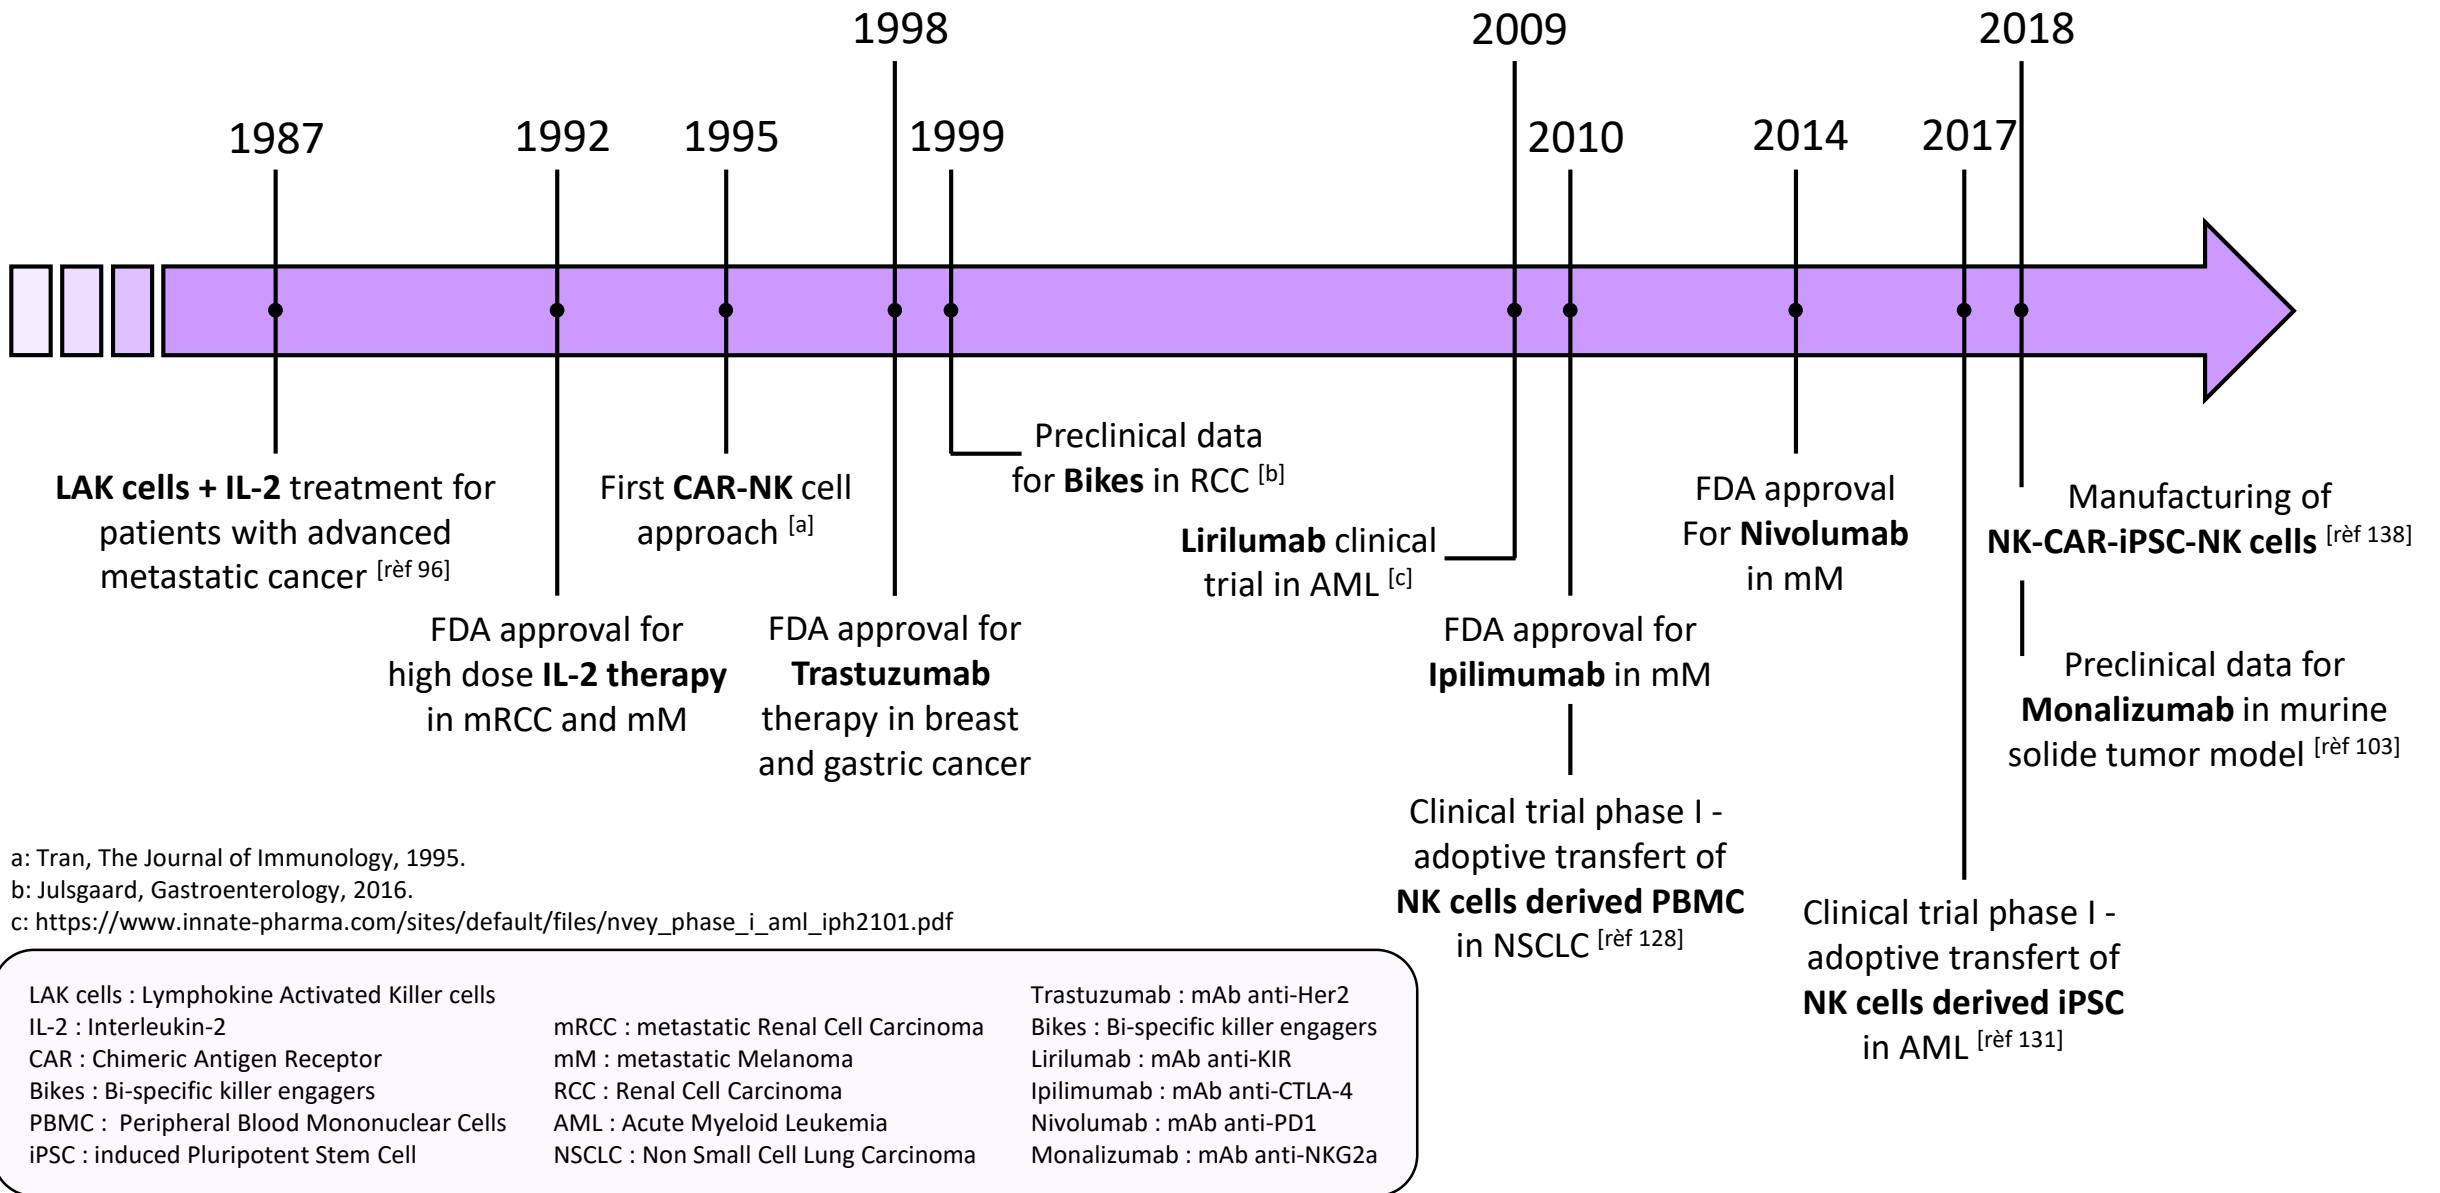 1998
2009
2018
1987
1992
1995
1999
2010
2014
2017
LAK cells + IL-2 treatment for
patients with advanced
metastatic cancer [rèf 96]
FDA approval for
high dose IL-2 therapy
in mRCC and mM
First CAR-NK cell
approach [a]
FDA approval for
Trastuzumab
therapy in breast
and gastric cancer
Preclinical data
for Bikes in RCC [b]
Lirilumab clinical
trial in AML [c]
FDA approval for
Ipilimumab in mM
Clinical trial phase I -
adoptive transfert of
NK cells derived PBMC
in NSCLC [rèf 128]
FDA approval
For Nivolumab
in mM
Clinical trial phase I -
adoptive transfert of
NK cells derived iPSC
in AML [rèf 131]
Manufacturing of
NK-CAR-iPSC-NK cells [rèf 138]
Preclinical data for
Monalizumab in murine
solide tumor model [rèf 103]
a: Tran, The Journal of Immunology, 1995.
b: Julsgaard, Gastroenterology, 2016.
c: https://www.innate-pharma.com/sites/default/files/nvey_phase_i_aml_iph2101.pdf
LAK cells : Lymphokine Activated Killer cells
IL-2 : Interleukin-2
CAR : Chimeric Antigen Receptor
Bikes : Bi-specific killer engagers
PBMC : Peripheral Blood Mononuclear Cells
iPSC : induced Pluripotent Stem Cell
mRCC : metastatic Renal Cell Carcinoma
mM : metastatic Melanoma
RCC : Renal Cell Carcinoma
AML : Acute Myeloid Leukemia
NSCLC : Non Small Cell Lung Carcinoma
Trastuzumab : mAb anti-Her2
Bikes : Bi-specific killer engagers
Lirilumab : mAb anti-KIR
Ipilimumab : mAb anti-CTLA-4
Nivolumab : mAb anti-PD1
Monalizumab : mAb anti-NKG2a